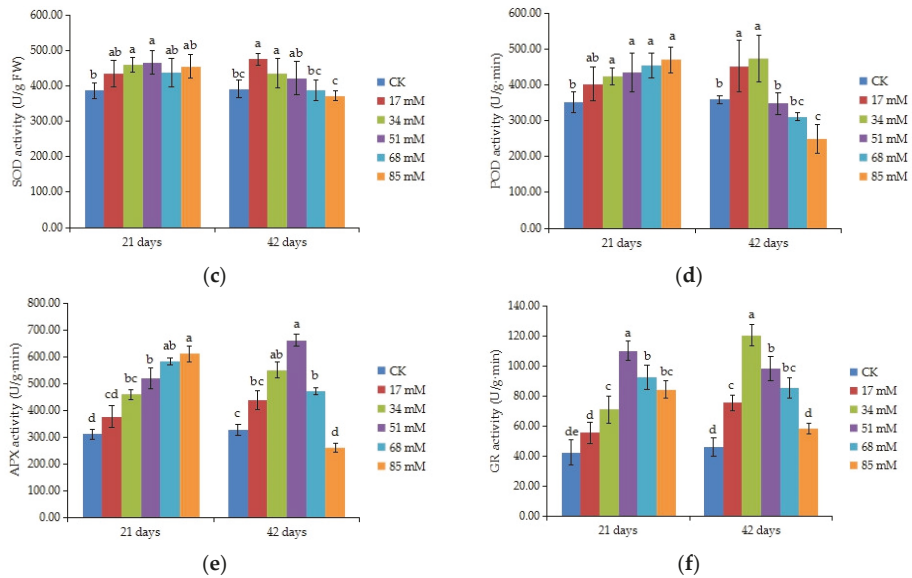 600.00
500.00
400.00
300.00
200.00
100.00
0.00
SOD activity (U/g FW)
b ab a a ab ab
bc a a ab bc c
21 days 42 days
CK
17 mM
34 mM
51 mM
68 mM
85 mM
(c)
600.00
500.00
400.00
300.00
200.00
100.00
0.00
POD activity (U/g·min)
b ab a a a a
b a a b bc c
21 days 42 days
CK
17 mM
34 mM
51 mM
68 mM
85 mM
(d)
800.00
700.00
600.00
500.00
400.00
300.00
200.00
100.00
0.00
APX activity (U/g·min)
d cd bc b ab a
c bc ab a b d
21 days 42 days
CK
17 mM
34 mM
51 mM
68 mM
85 mM
(e)
140.00
120.00
100.00
80.00
60.00
40.00
20.00
0.00
GR activity (U/g·min)
de d c a b bc
d c a b bc d
21 days 42 days
CK
17 mM
34 mM
51 mM
68 mM
85 mM
(f)